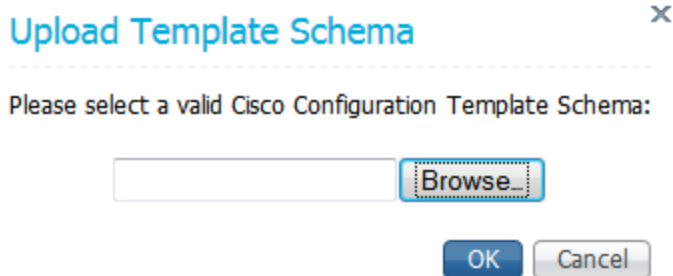 Upload Template Schema
Please select a valid Cisco Configuration Template Schema:
Browse...
OK Cancel